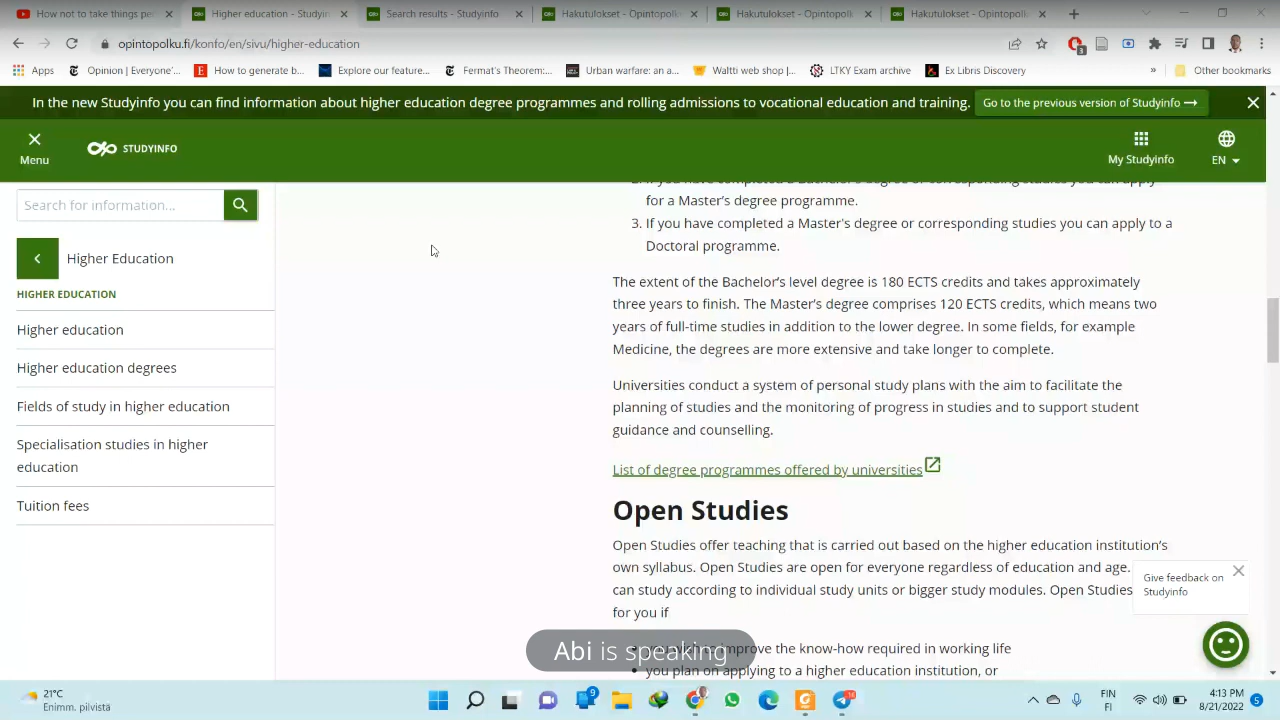 How not to take things pe
Higher education - Studyin
Search results - Studyinfo
Hakutulokset - Opintopolku
Hakutulokset - Opintopolku
Hakutulokset - Opintopolku
opintopolku.fi/konfo/en/sivu/higher-education
3
Apps
Opinion | Everyone'...
How to generate b...
Explore our feature...
Fermat's Theorem:...
Urban warfare: an a...
Waltti web shop |...
LTKY Exam archive
Ex Libris Discovery
»
Other bookmarks
In the new Studyinfo you can find information about higher education degree programmes and rolling admissions to vocational education and training.
Go to the previous version of Studyinfo →
Menu
STUDYINFO
My Studyinfo
EN
Search for information...
Higher Education
HIGHER EDUCATION
Higher education
Higher education degrees
Fields of study in higher education
Specialisation studies in higher
education
Tuition fees
for a Master's degree programme.
3. If you have completed a Master's degree or corresponding studies you can apply to a
Doctoral programme.
The extent of the Bachelor's level degree is 180 ECTS credits and takes approximately
three years to finish. The Master's degree comprises 120 ECTS credits, which means two
years of full-time studies in addition to the lower degree. In some fields, for example
Medicine, the degrees are more extensive and take longer to complete.
Universities conduct a system of personal study plans with the aim to facilitate the
planning of studies and the monitoring of progress in studies and to support student
guidance and counselling.
List of degree programmes offered by universities
Open Studies
Open Studies offer teaching that is carried out based on the higher education institution's
own syllabus. Open Studies are open for everyone regardless of education and age.
can study according to individual study units or bigger study modules. Open Studies
for you if
improve the know-how required in working life
you plan on applying to a higher education institution, or
Give feedback on
Studyinfo
Abi is speaking
21°C
Enimm. pilvistä
9
FIN
FI
4:13 PM
8/21/2022
5